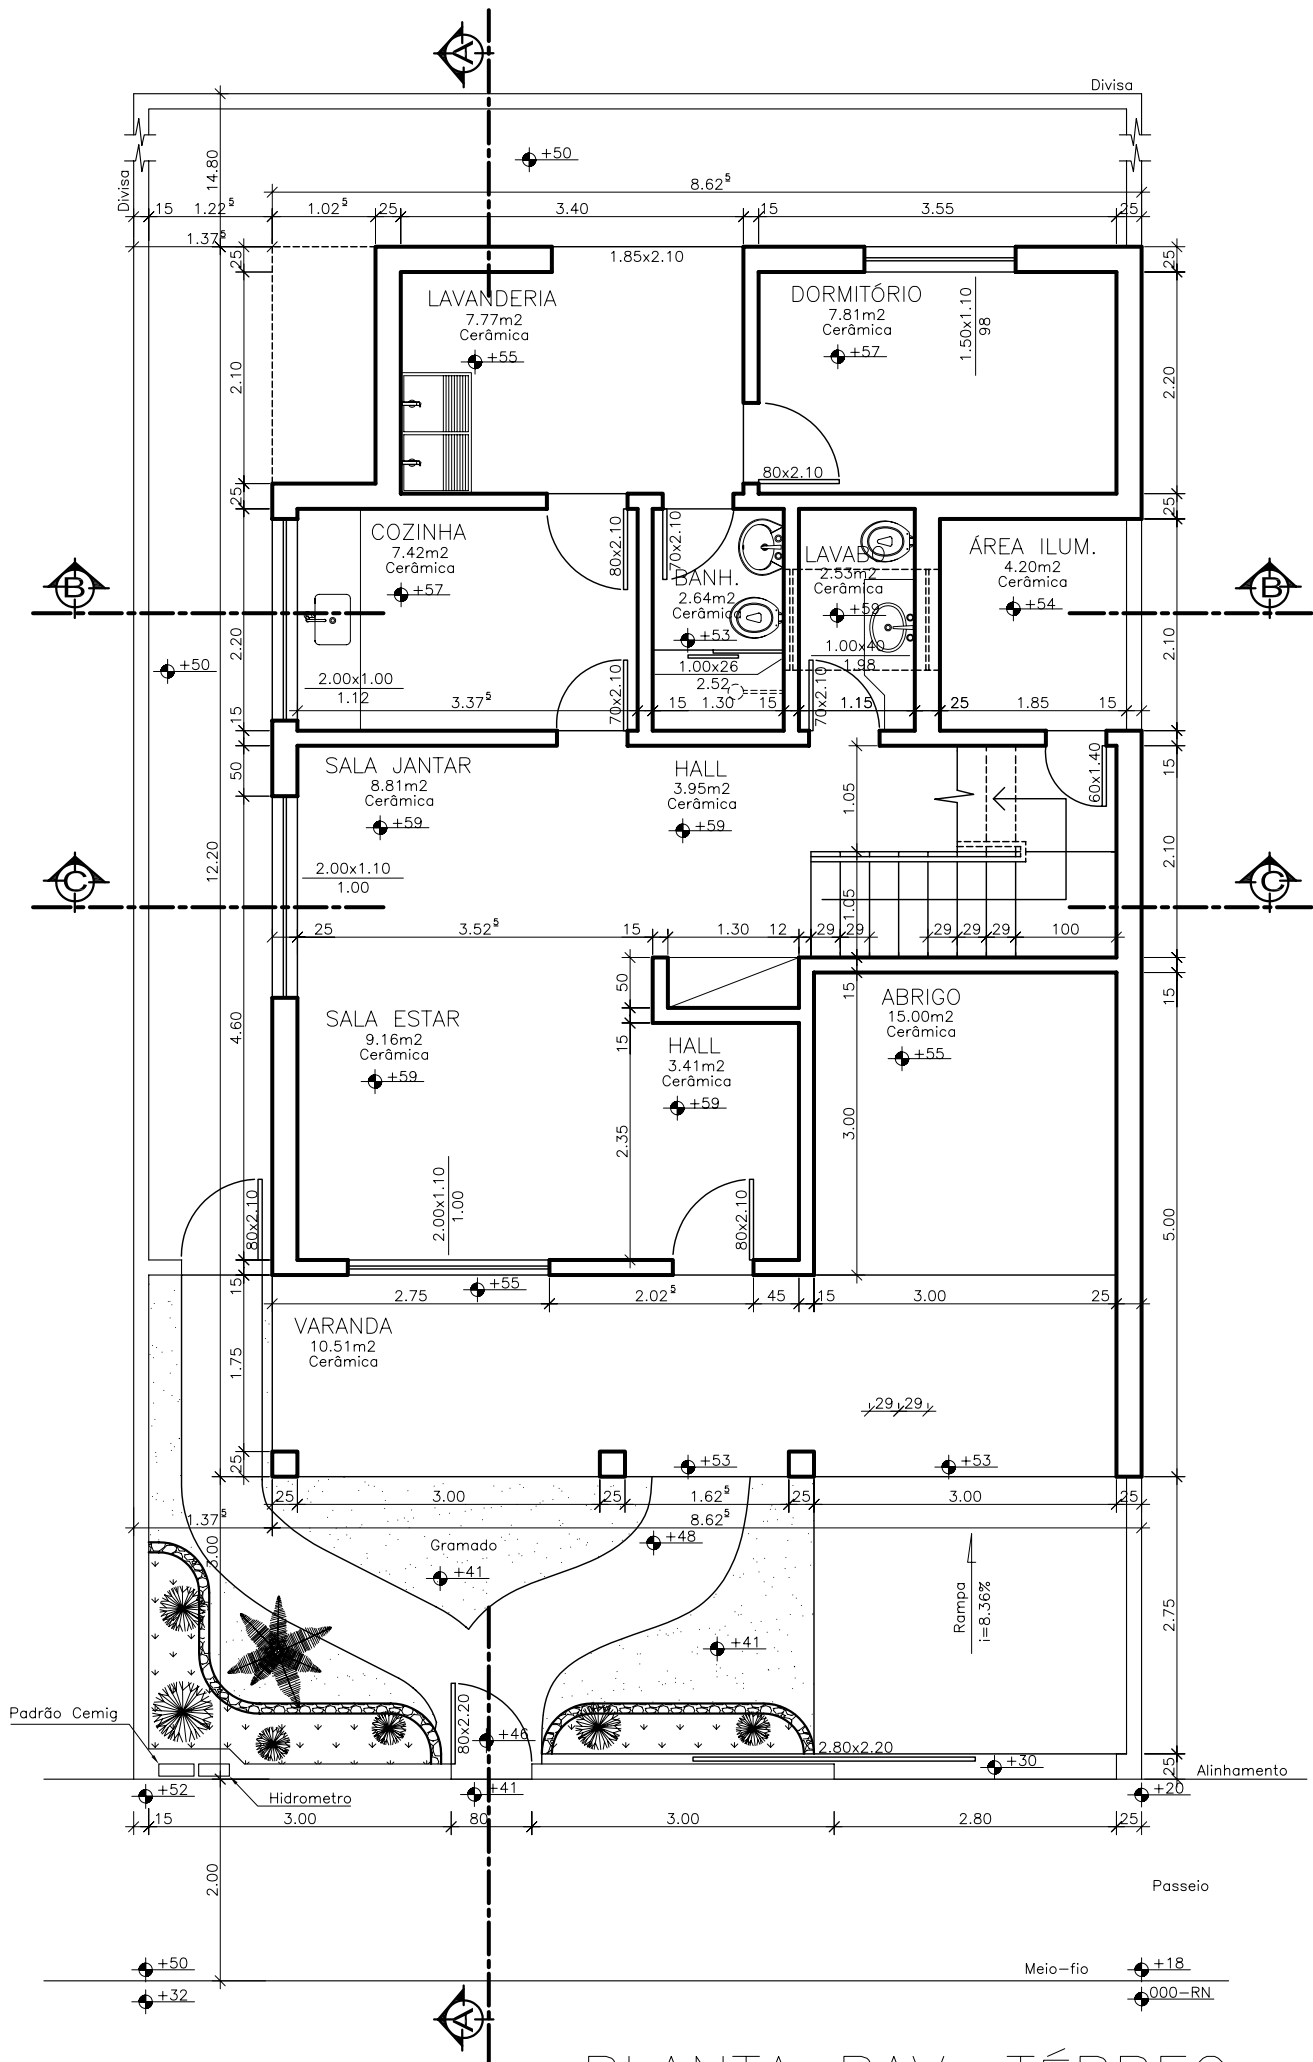 A
Divisa
+50
Divisa
14.80
8.62⁵
15
1.22⁵
1.02⁵
25
3.40
15
3.55
25
1.37⁵
25
1.85x2.10
25
LAVANDERIA
7.77m2
Cerâmica
+55
DORMITÓRIO
7.81m2
Cerâmica
+57
1.50x1.10
98
2.10
2.20
80x2.10
25
25
COZINHA
7.42m2
Cerâmica
+57
80x2.10
70x2.10
BANH.
2.64m2
Cerâmica
+53
LAVABO
2.53m2
Cerâmica
+59
ÁREA ILUM.
4.20m2
Cerâmica
+54
B
B
+50
2.20
2.10
2.00x1.00
1.12
1.00x26
2.52
1.00x40
1.98
3.37⁵
70x2.10
15
1.30
15
70x2.10
1.15
25
1.85
15
15
SALA JANTAR
8.81m2
Cerâmica
+59
HALL
3.95m2
Cerâmica
+59
50
15
60x1.40
1.05
12.20
2.10
2.00x1.10
1.00
C
C
1.05
25
3.52⁵
15
1.30
12
29
29
29
29
29
100
50
15
15
SALA ESTAR
9.16m2
Cerâmica
+59
ABRIGO
15.00m2
Cerâmica
+55
4.60
15
HALL
3.41m2
Cerâmica
+59
2.35
3.00
2.00x1.10
1.00
80x2.10
80x2.10
5.00
15
+55
2.75
2.02⁵
45
15
3.00
25
VARANDA
10.51m2
Cerâmica
1.75
29
29
25
+53
+53
25
3.00
25
1.62⁵
25
3.00
25
1.37⁵
8.62⁵
3.00
Gramado
+48
+41
Rampa
i=8.36%
2.75
+41
Padrão Cemig
80x2.20
+46
2.80x2.20
+30
25
Alinhamento
+52
Hidrometro
+41
+20
15
3.00
80
3.00
2.80
25
2.00
Passeio
+50
Meio-fio
+18
+32
000-RN
A
PLANTA PAV. TÉRREO